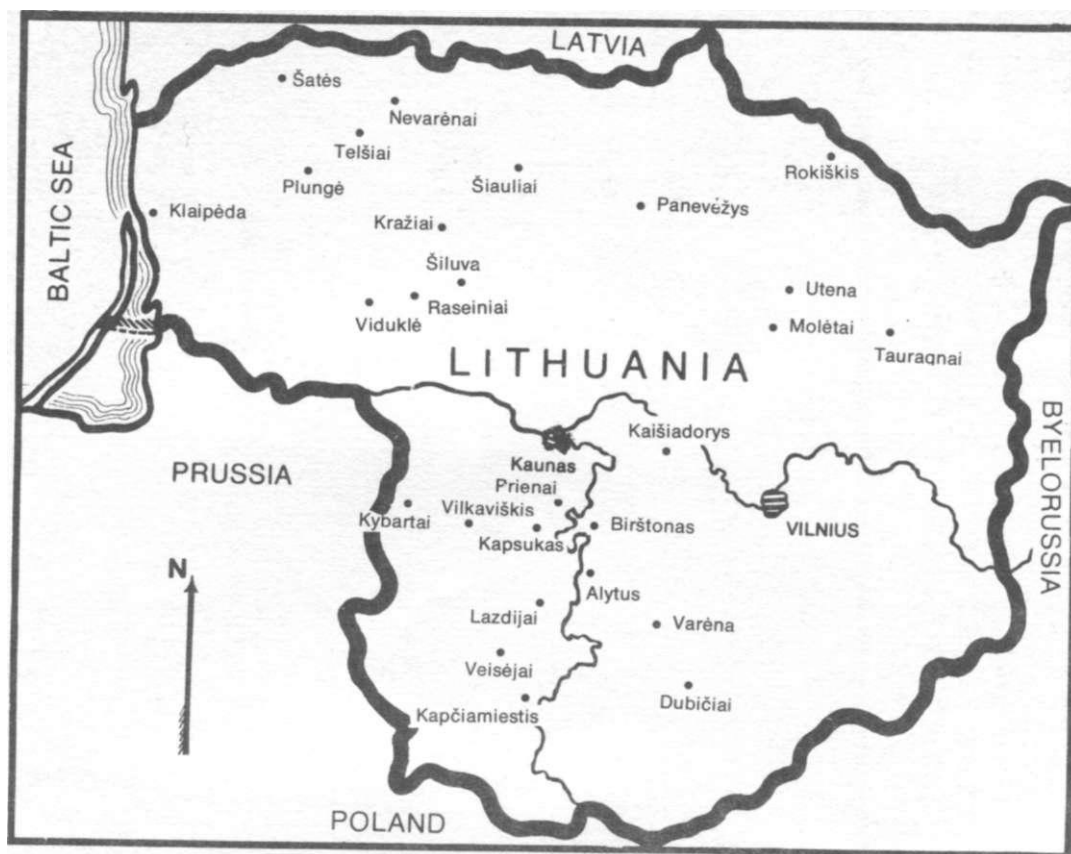 LATVIA
Šatės
Nevarėnai
Telšiai
Rokiškis
Plungė
Šiauliai
Panevėžys
Klaipėda
Kražiai
BALTIC SEA
Šiluva
Utena
Raseiniai
Viduklė
Molėtai
Tauragnai
LITHUANIA
BYELORUSSIA
Kaišiadorys
Kaunas
PRUSSIA
Prienai
Kybartai
Vilkaviškis
Birštonas
VILNIUS
Kapsukas
N
Alytus
Lazdijai
Varėna
Veisėjai
Dubičiai
Kapčiamiestis
POLAND